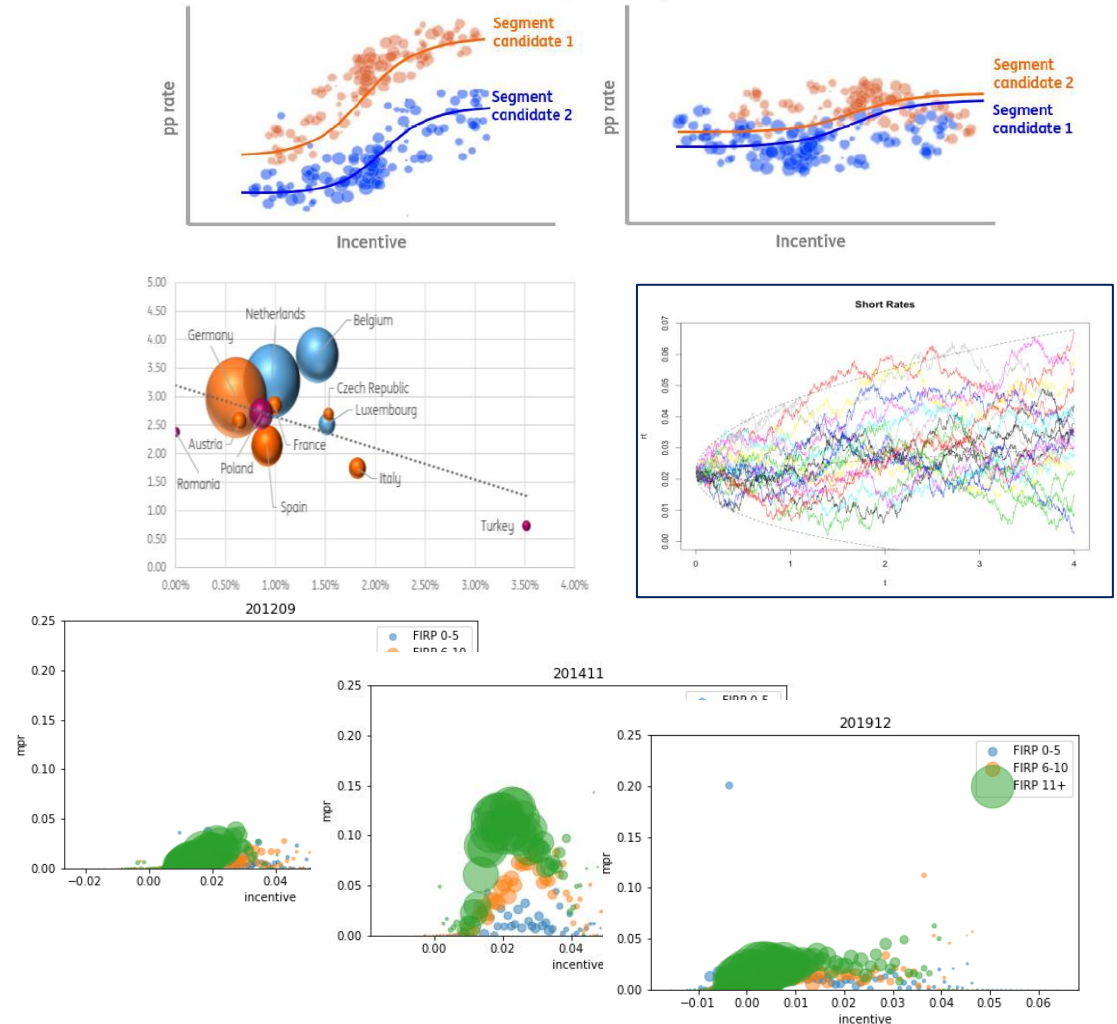 Segment
candidate 1
Segment
candidate 2
pp rate
Incentive
Segment
candidate 2
Segment
candidate 1
pp rate
Incentive
5.00
4.50
4.00
3.50
3.00
2.50
2.00
1.50
1.00
0.50
0.00
Netherlands
Germany
Belgium
Czech Republic
Luxembourg
Austria
France
Poland
Romania
Italy
Spain
Turkey
0.00% 0.50% 1.00% 1.50% 2.00% 2.50% 3.00% 3.50% 4.00%
Short Rates
rt
0.07
0.06
0.05
0.04
0.03
0.02
0.01
0.00
0 1 2 3 4
t
201209
0.25
0.20
0.15
0.10
0.05
0.00
mpr
FIRP 0-5
FIRP 6-10
−0.02 0.00 0.02 0.04
incentive
201411
0.25
0.20
0.15
0.10
0.05
0.00
mpr
FIRP 0-5
0.00 0.02 0.04
incentive
201912
0.25
0.20
0.15
0.10
0.05
0.00
mpr
FIRP 0-5
FIRP 6-10
FIRP 11+
−0.01 0.00 0.01 0.02 0.03 0.04 0.05 0.06
incentive